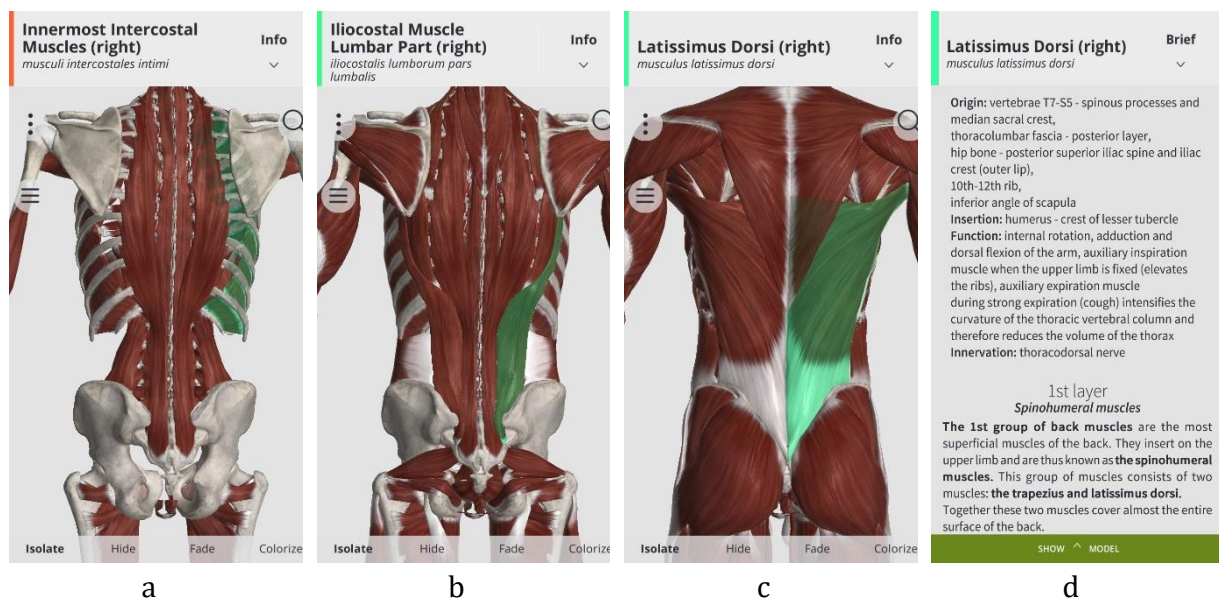 Innermost Intercostal
Muscles (right)
musculi intercostales intimi
Info
Isolate
Hide
Fade
Colorize
Iliocostal Muscle
Lumbar Part (right)
iliocostalis lumborum pars
lumbalis
Info
Isolate
Hide
Fade
Colorize
Latissimus Dorsi (right)
musculus latissimus dorsi
Info
Isolate
Hide
Fade
Colorize
Latissimus Dorsi (right)
musculus latissimus dorsi
Brief
Origin: vertebrae T7-S5 - spinous processes and
median sacral crest,
thoracolumbar fascia - posterior layer,
hip bone - posterior superior iliac spine and iliac
crest (outer lip),
10th-12th rib,
inferior angle of scapula
Insertion: humerus - crest of lesser tubercle
Function: internal rotation, adduction and
dorsal flexion of the arm, auxiliary inspiration
muscle when the upper limb is fixed (elevates
the ribs), auxiliary expiration muscle
during strong expiration (cough) intensifies the
curvature of the thoracic vertebral column and
therefore reduces the volume of the thorax
Innervation: thoracodorsal nerve
1st layer
Spinohumeral muscles
The 1st group of back muscles are the most
superficial muscles of the back. They insert on the
upper limb and are thus known as the spinohumeral
muscles. This group of muscles consists of two
muscles: the trapezius and latissimus dorsi.
Together these two muscles cover almost the entire
surface of the back.
SHOW ^ MODEL
a
b
c
d